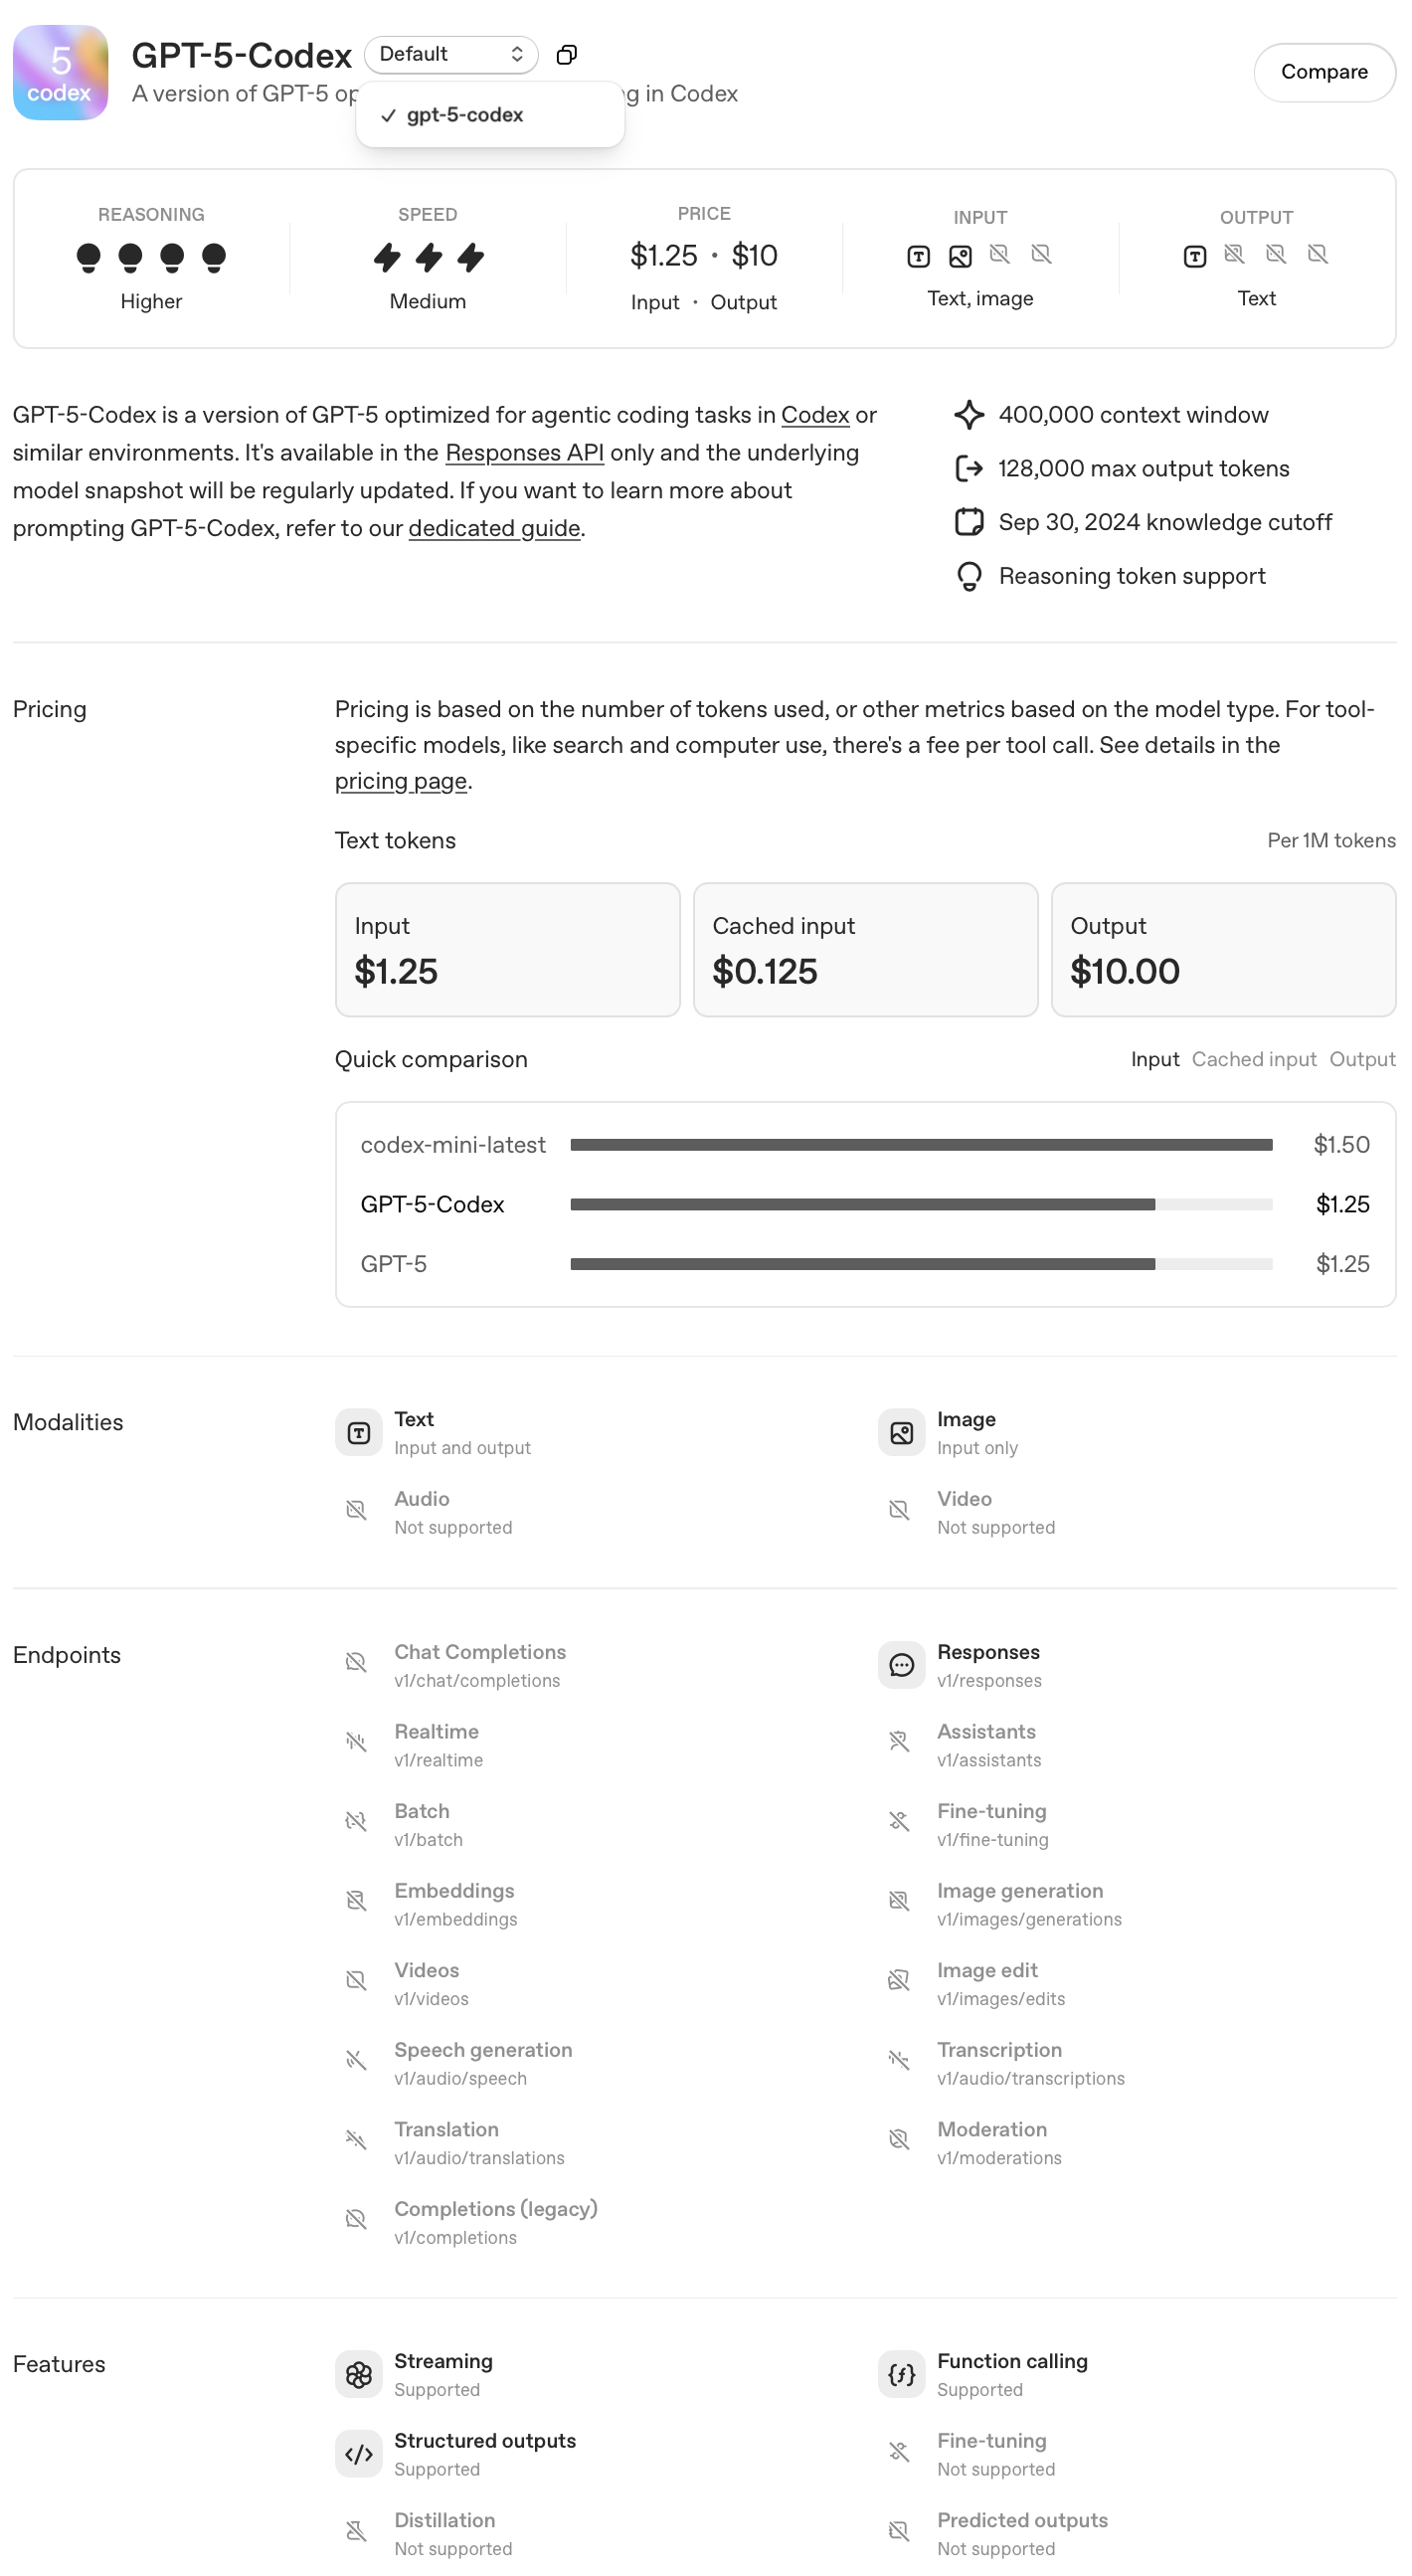 5
codex
GPT-5-Codex
Default
A version of GPT-5 op
g in Codex
gpt-5-codex
Compare
REASONING
Higher
SPEED
Medium
PRICE
$1.25 • $10
Input • Output
INPUT
Text, image
OUTPUT
Text
GPT-5-Codex is a version of GPT-5 optimized for agentic coding tasks in Codex or
similar environments. It's available in the Responses API only and the underlying
model snapshot will be regularly updated. If you want to learn more about
prompting GPT-5-Codex, refer to our dedicated guide.
400,000 context window
128,000 max output tokens
Sep 30, 2024 knowledge cutoff
Reasoning token support
Pricing
Pricing is based on the number of tokens used, or other metrics based on the model type. For tool-
specific models, like search and computer use, there's a fee per tool call. See details in the
pricing page.
Text tokens
Per 1M tokens
Input
$1.25
Cached input
$0.125
Output
$10.00
Quick comparison
Input Cached input Output
codex-mini-latest $1.50
GPT-5-Codex $1.25
GPT-5 $1.25
Modalities
Text
Input and output
Image
Input only
Audio
Not supported
Video
Not supported
Endpoints
Chat Completions
v1/chat/completions
Responses
v1/responses
Realtime
v1/realtime
Assistants
v1/assistants
Batch
v1/batch
Fine-tuning
v1/fine-tuning
Embeddings
v1/embeddings
Image generation
v1/images/generations
Videos
v1/videos
Image edit
v1/images/edits
Speech generation
v1/audio/speech
Transcription
v1/audio/transcriptions
Translation
v1/audio/translations
Moderation
v1/moderations
Completions (legacy)
v1/completions
Features
Streaming
Supported
Function calling
Supported
Structured outputs
Supported
Fine-tuning
Not supported
Distillation
Not supported
Predicted outputs
Not supported